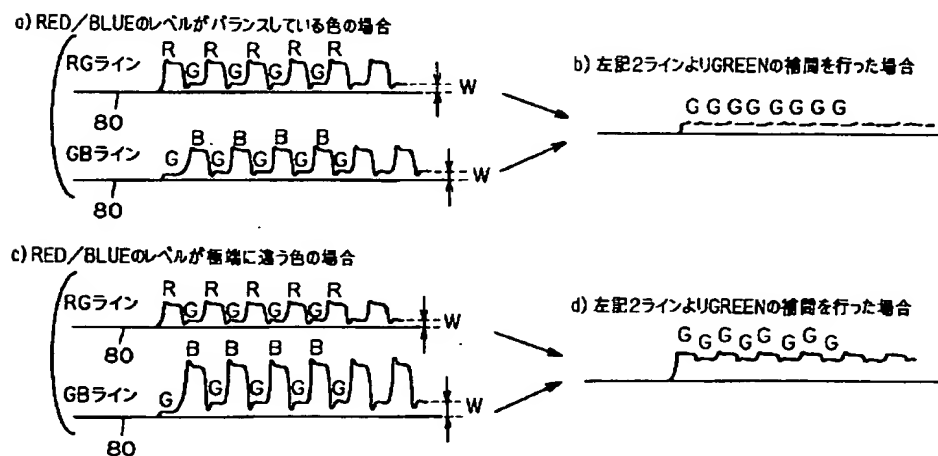 a) RED／BLUEのレベルがバランスしている色の場合
R R R R R
RGライン G G G G W
80
B B B B
GBライン G G G G G W
80
b) 左記2ラインよりGREENの補間を行った場合
G G G G G G G G
c) RED／BLUEのレベルが極端に違う色の場合
R R R R R
RGライン G G G G W
80
B B B B
GBライン G G G G G W
80
d) 左記2ラインよりGREENの補間を行った場合
G G G G G G G G